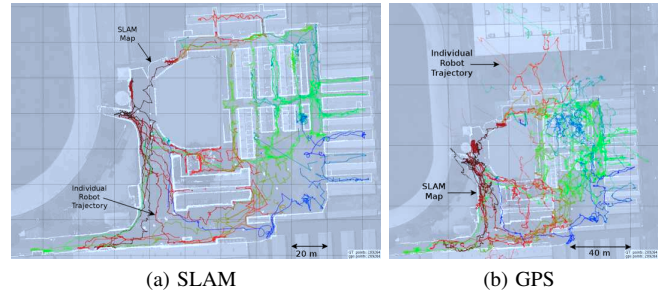 SLAM
Map
Individual
Robot
Trajectory
20 m
(a) SLAM
Individual Robot
Trajectory
SLAM
Map
40 m
(b) GPS